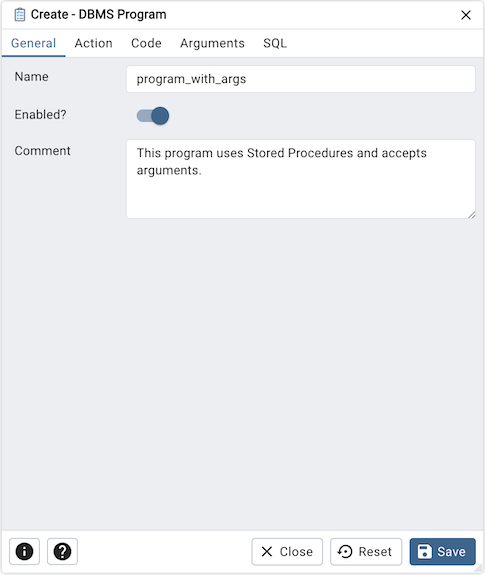 Create - DBMS Program
General Action Code Arguments SQL
Name program_with_args
Enabled?
Comment This program uses Stored Procedures and accepts
arguments.
Close Reset Save